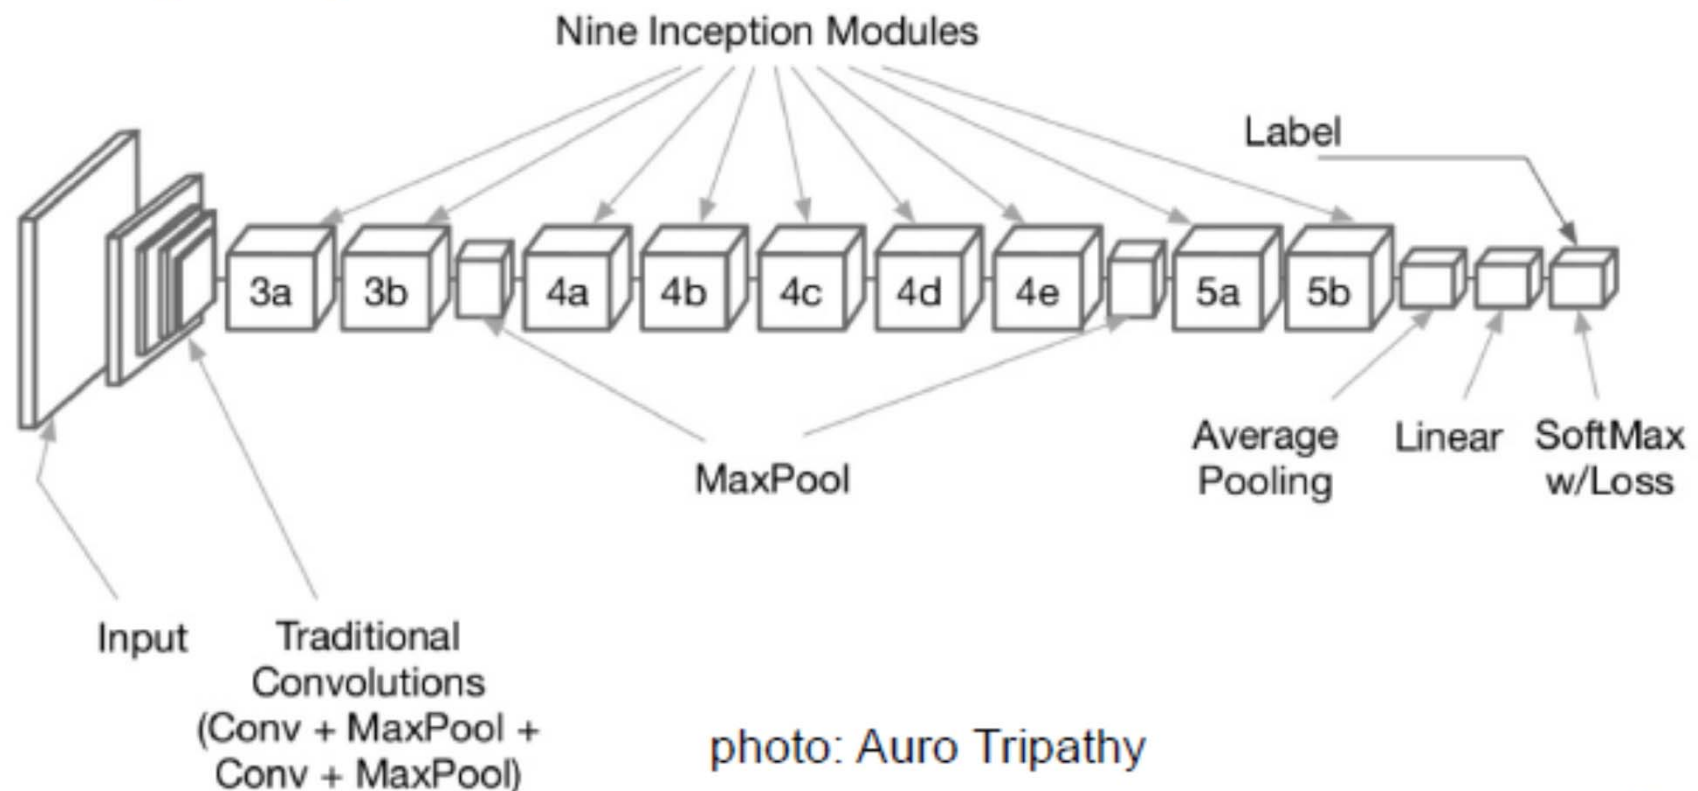 Nine Inception Modules
Label
3a
3b
4a
4b
4c
4d
4e
5a
5b
Average
Pooling
Linear
SoftMax
w/Loss
MaxPool
Input
Traditional
Convolutions
(Conv + MaxPool +
Conv + MaxPool)
photo: Auro Tripathy